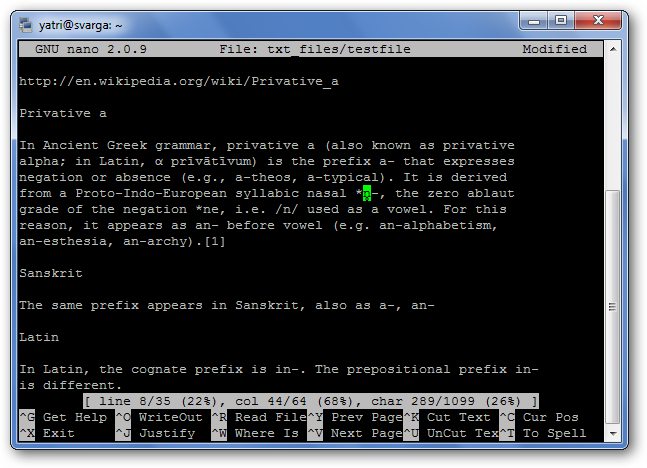 yatri@svarga: ~
GNU nano 2.0.9 File: txt_files/testfile Modified
http://en.wikipedia.org/wiki/Privative_a
Privative a
In Ancient Greek grammar, privative a (also known as privative
alpha; in Latin, α prīvātīvum) is the prefix a- that expresses
negation or absence (e.g., a-theos, a-typical). It is derived
from a Proto-Indo-European syllabic nasal *n̥-, the zero ablaut
grade of the negation *ne, i.e. /n/ used as a vowel. For this
reason, it appears as an- before vowel (e.g. an-alphabetism,
an-esthesia, an-archy).[1]
Sanskrit
The same prefix appears in Sanskrit, also as a-, an-
Latin
In Latin, the cognate prefix is in-. The prepositional prefix in-
is different.
[ line 8/35 (22%), col 44/64 (68%), char 289/1099 (26%) ]
^G Get Help ^O WriteOut ^R Read File ^Y Prev Page ^K Cut Text ^C Cur Pos
^X Exit ^J Justify ^W Where Is ^V Next Page ^U UnCut Tex ^T To Spell